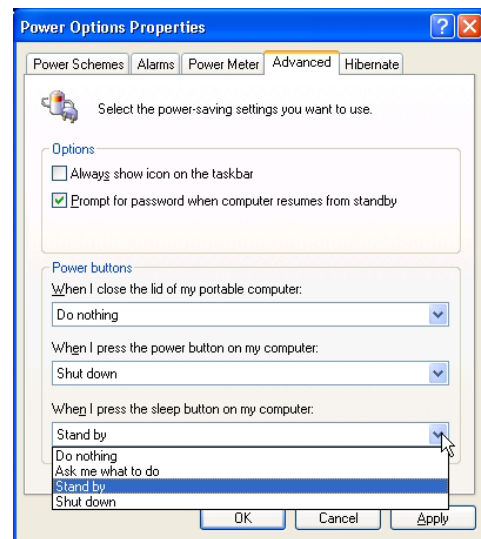 Power Options Properties
Power Schemes Alarms Power Meter Advanced Hibernate
Select the power-saving settings you want to use.
Options
Always show icon on the taskbar
Prompt for password when computer resumes from standby
Power buttons
When I close the lid of my portable computer:
Do nothing
When I press the power button on my computer:
Shut down
When I press the sleep button on my computer:
Stand by
Do nothing
Ask me what to do
Stand by
Shut down
OK Cancel Apply